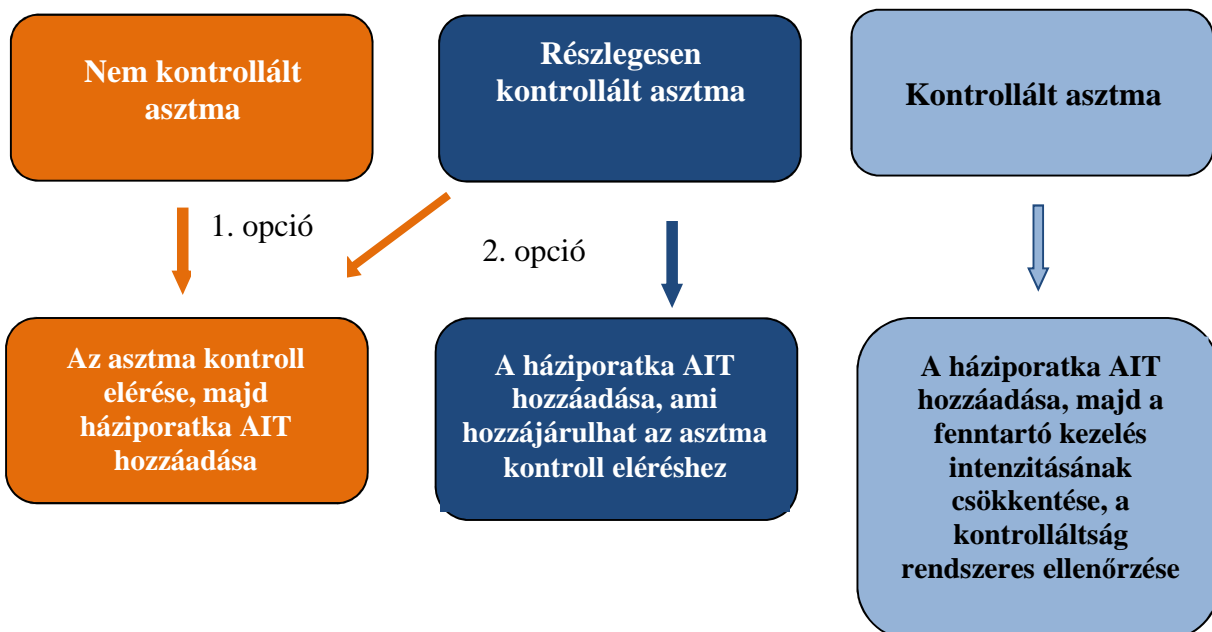 Nem kontrollált
asztma
Részlegesen
kontrollált asztma
Kontrollált asztma
1. opció
2. opció
Az asztma kontroll
elérése, majd
háziporatka AIT
hozzáadása
A háziporatka AIT
hozzáadása, ami
hozzájárulhat az asztma
kontroll eléréshez
A háziporatka AIT
hozzáadása, majd a
fenntartó kezelés
intenzitásának
csökkentése, a
kontrolláltság
rendszeres ellenőrzése